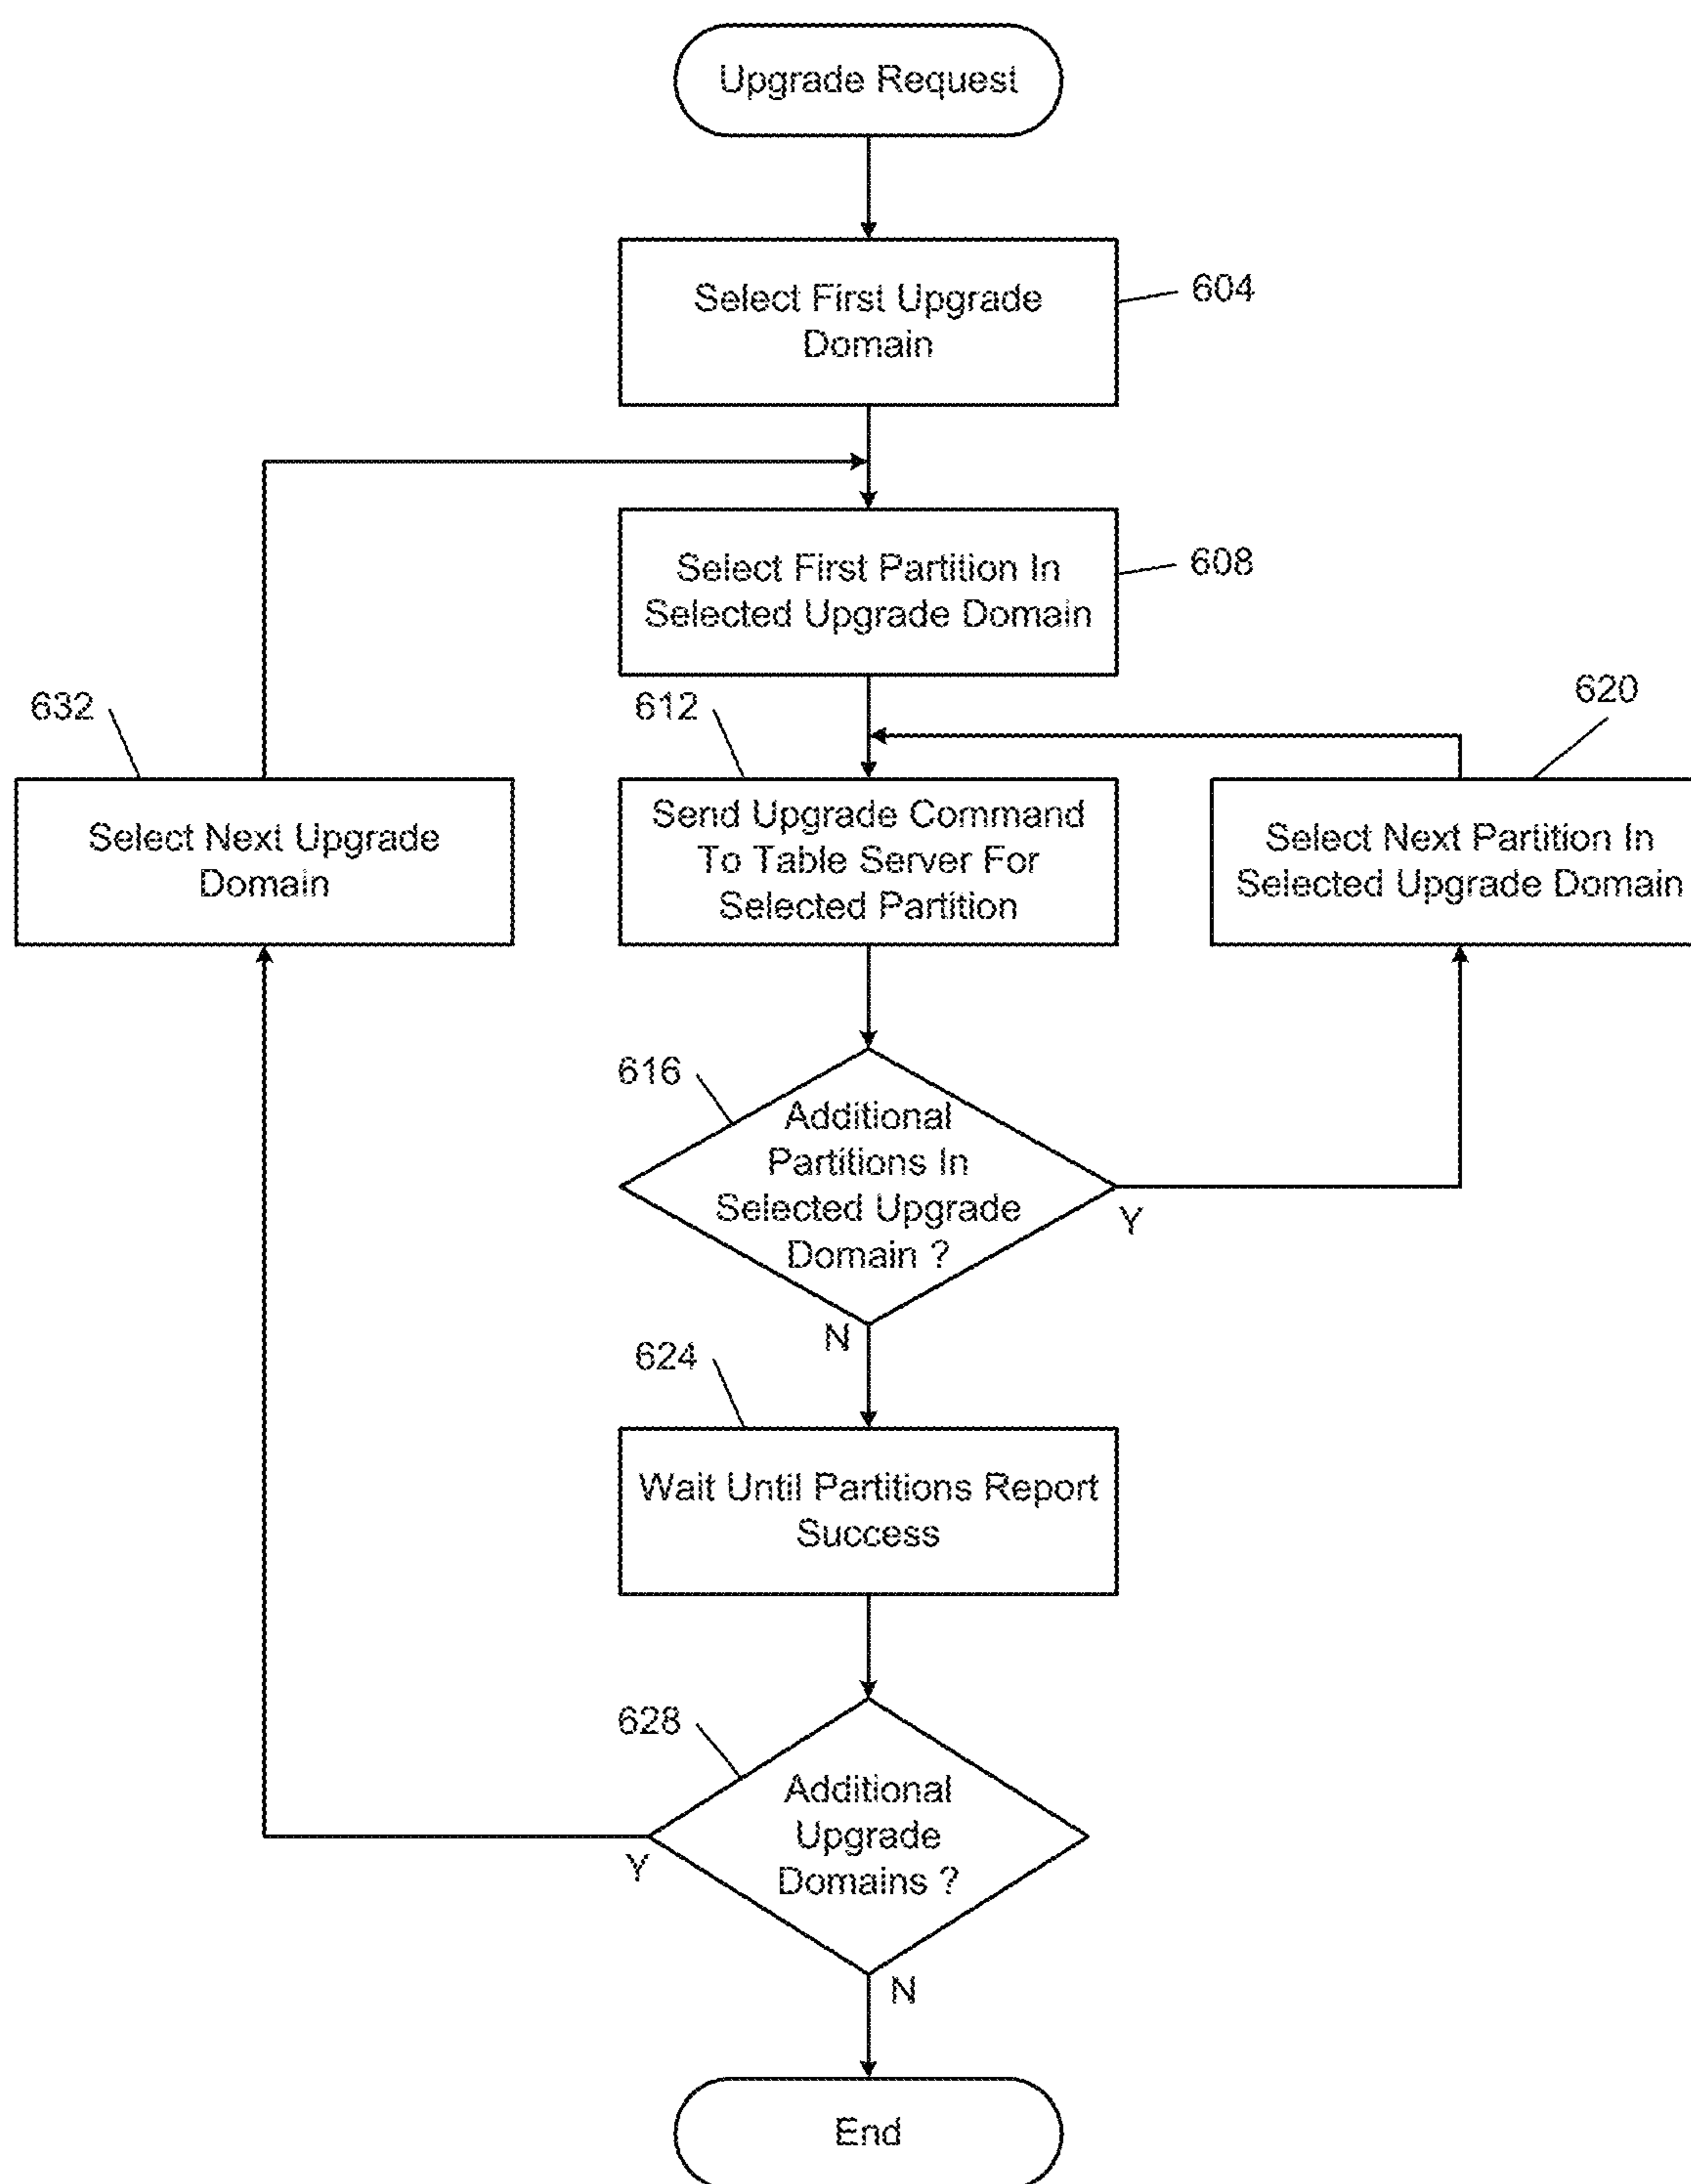 Upgrade Request
Select First Upgrade
Domain
604
Select First Partition In
Selected Upgrade Domain
608
632
Select Next Upgrade
Domain
612
Send Upgrade Command
To Table Server For
Selected Partition
620
Select Next Partition In
Selected Upgrade Domain
616
Additional
Partitions In
Selected Upgrade
Domain ?
Y
N
624
Wait Until Partitions Report
Success
628
Additional
Upgrade
Domains ?
Y
N
End